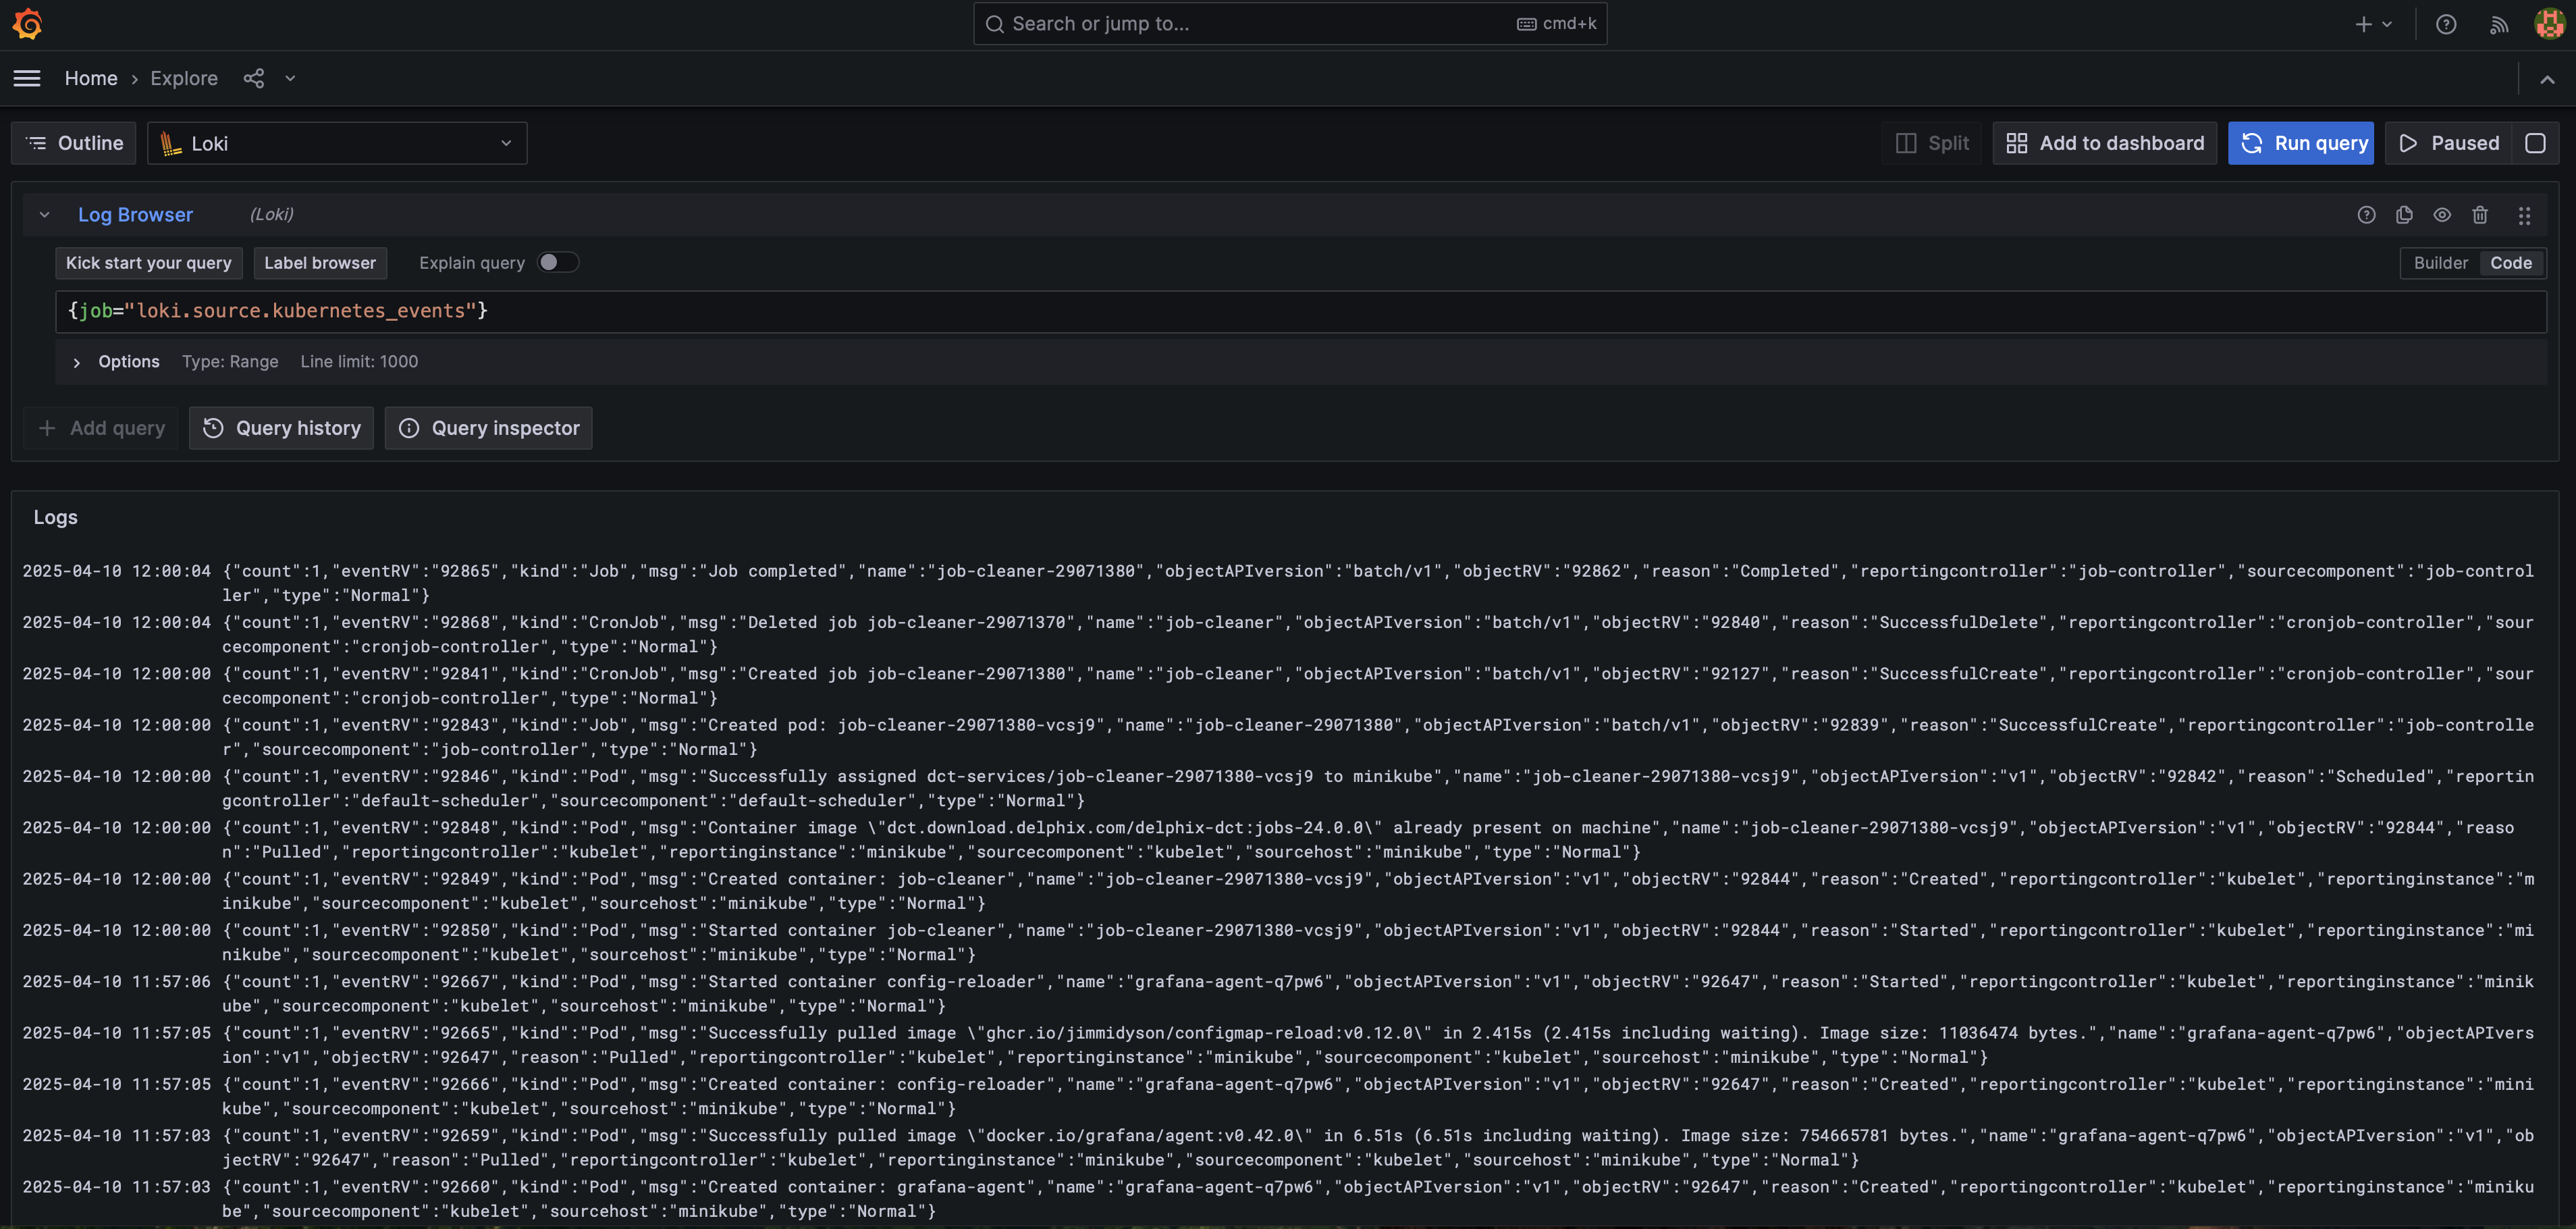 Search or jump to... cmd+k
Home › Explore
Outline Loki Split Add to dashboard Run query Paused
Log Browser (Loki)
Kick start your query Label browser Explain query Builder Code
{job="loki.source.kubernetes_events"}
Options Type: Range Line limit: 1000
+ Add query Query history Query inspector
Logs
2025-04-10 12:00:04 {"count":1,"eventRV":"92865","kind":"Job","msg":"Job completed","name":"job-cleaner-29071380","objectAPIversion":"batch/v1","objectRV":"92862","reason":"Completed","reportingcontroller":"job-controller","sourcecomponent":"job-control
ler","type":"Normal"}
2025-04-10 12:00:04 {"count":1,"eventRV":"92868","kind":"CronJob","msg":"Deleted job job-cleaner-29071370","name":"job-cleaner","objectAPIversion":"batch/v1","objectRV":"92840","reason":"SuccessfulDelete","reportingcontroller":"cronjob-controller","sour
cecomponent":"cronjob-controller","type":"Normal"}
2025-04-10 12:00:00 {"count":1,"eventRV":"92841","kind":"CronJob","msg":"Created job job-cleaner-29071380","name":"job-cleaner","objectAPIversion":"batch/v1","objectRV":"92127","reason":"SuccessfulCreate","reportingcontroller":"cronjob-controller","sour
cecomponent":"cronjob-controller","type":"Normal"}
2025-04-10 12:00:00 {"count":1,"eventRV":"92843","kind":"Job","msg":"Created pod: job-cleaner-29071380-vcsj9","name":"job-cleaner-29071380","objectAPIversion":"batch/v1","objectRV":"92839","reason":"SuccessfulCreate","reportingcontroller":"job-controlle
r","sourcecomponent":"job-controller","type":"Normal"}
2025-04-10 12:00:00 {"count":1,"eventRV":"92846","kind":"Pod","msg":"Successfully assigned dct-services/job-cleaner-29071380-vcsj9 to minikube","name":"job-cleaner-29071380-vcsj9","objectAPIversion":"v1","objectRV":"92842","reason":"Scheduled","reportin
gcontroller":"default-scheduler","sourcecomponent":"default-scheduler","type":"Normal"}
2025-04-10 12:00:00 {"count":1,"eventRV":"92848","kind":"Pod","msg":"Container image \"dct.download.delphix.com/delphix-dct:jobs-24.0.0\" already present on machine","name":"job-cleaner-29071380-vcsj9","objectAPIversion":"v1","objectRV":"92844","reaso
n":"Pulled","reportingcontroller":"kubelet","reportinginstance":"minikube","sourcecomponent":"kubelet","sourcehost":"minikube","type":"Normal"}
2025-04-10 12:00:00 {"count":1,"eventRV":"92849","kind":"Pod","msg":"Created container: job-cleaner","name":"job-cleaner-29071380-vcsj9","objectAPIversion":"v1","objectRV":"92844","reason":"Created","reportingcontroller":"kubelet","reportinginstance":"m
inikube","sourcecomponent":"kubelet","sourcehost":"minikube","type":"Normal"}
2025-04-10 12:00:00 {"count":1,"eventRV":"92850","kind":"Pod","msg":"Started container job-cleaner","name":"job-cleaner-29071380-vcsj9","objectAPIversion":"v1","objectRV":"92844","reason":"Started","reportingcontroller":"kubelet","reportinginstance":"mi
nikube","sourcecomponent":"kubelet","sourcehost":"minikube","type":"Normal"}
2025-04-10 11:57:06 {"count":1,"eventRV":"92667","kind":"Pod","msg":"Started container config-reloader","name":"grafana-agent-q7pw6","objectAPIversion":"v1","objectRV":"92647","reason":"Started","reportingcontroller":"kubelet","reportinginstance":"minik
ube","sourcecomponent":"kubelet","sourcehost":"minikube","type":"Normal"}
2025-04-10 11:57:05 {"count":1,"eventRV":"92665","kind":"Pod","msg":"Successfully pulled image \"ghcr.io/jimmidyson/configmap-reload:v0.12.0\" in 2.415s (2.415s including waiting). Image size: 11036474 bytes.","name":"grafana-agent-q7pw6","objectAPIvers
ion":"v1","objectRV":"92647","reason":"Pulled","reportingcontroller":"kubelet","reportinginstance":"minikube","sourcecomponent":"kubelet","sourcehost":"minikube","type":"Normal"}
2025-04-10 11:57:05 {"count":1,"eventRV":"92666","kind":"Pod","msg":"Created container: config-reloader","name":"grafana-agent-q7pw6","objectAPIversion":"v1","objectRV":"92647","reason":"Created","reportingcontroller":"kubelet","reportinginstance":"mini
kube","sourcecomponent":"kubelet","sourcehost":"minikube","type":"Normal"}
2025-04-10 11:57:03 {"count":1,"eventRV":"92659","kind":"Pod","msg":"Successfully pulled image \"docker.io/grafana/agent:v0.42.0\" in 6.51s (6.51s including waiting). Image size: 754665781 bytes.","name":"grafana-agent-q7pw6","objectAPIversion":"v1","ob
jectRV":"92647","reason":"Pulled","reportingcontroller":"kubelet","reportinginstance":"minikube","sourcecomponent":"kubelet","sourcehost":"minikube","type":"Normal"}
2025-04-10 11:57:03 {"count":1,"eventRV":"92660","kind":"Pod","msg":"Created container: grafana-agent","name":"grafana-agent-q7pw6","objectAPIversion":"v1","objectRV":"92647","reason":"Created","reportingcontroller":"kubelet","reportinginstance":"miniku
be","sourcecomponent":"kubelet","sourcehost":"minikube","type":"Normal"}